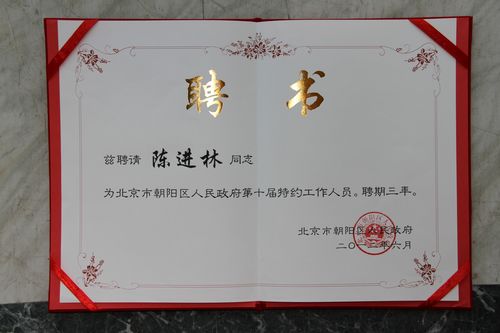 聘书
兹聘请 陈进林 同志
为北京市朝阳区人民政府第十届特约工作人员。聘期三年。
北京市朝阳区人民政府
二〇一三年六月